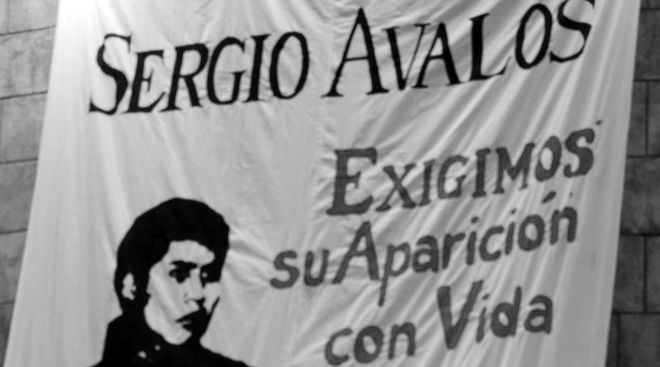 SERGIO AVALOS
EXIGIMOS
su Aparición
con Vida